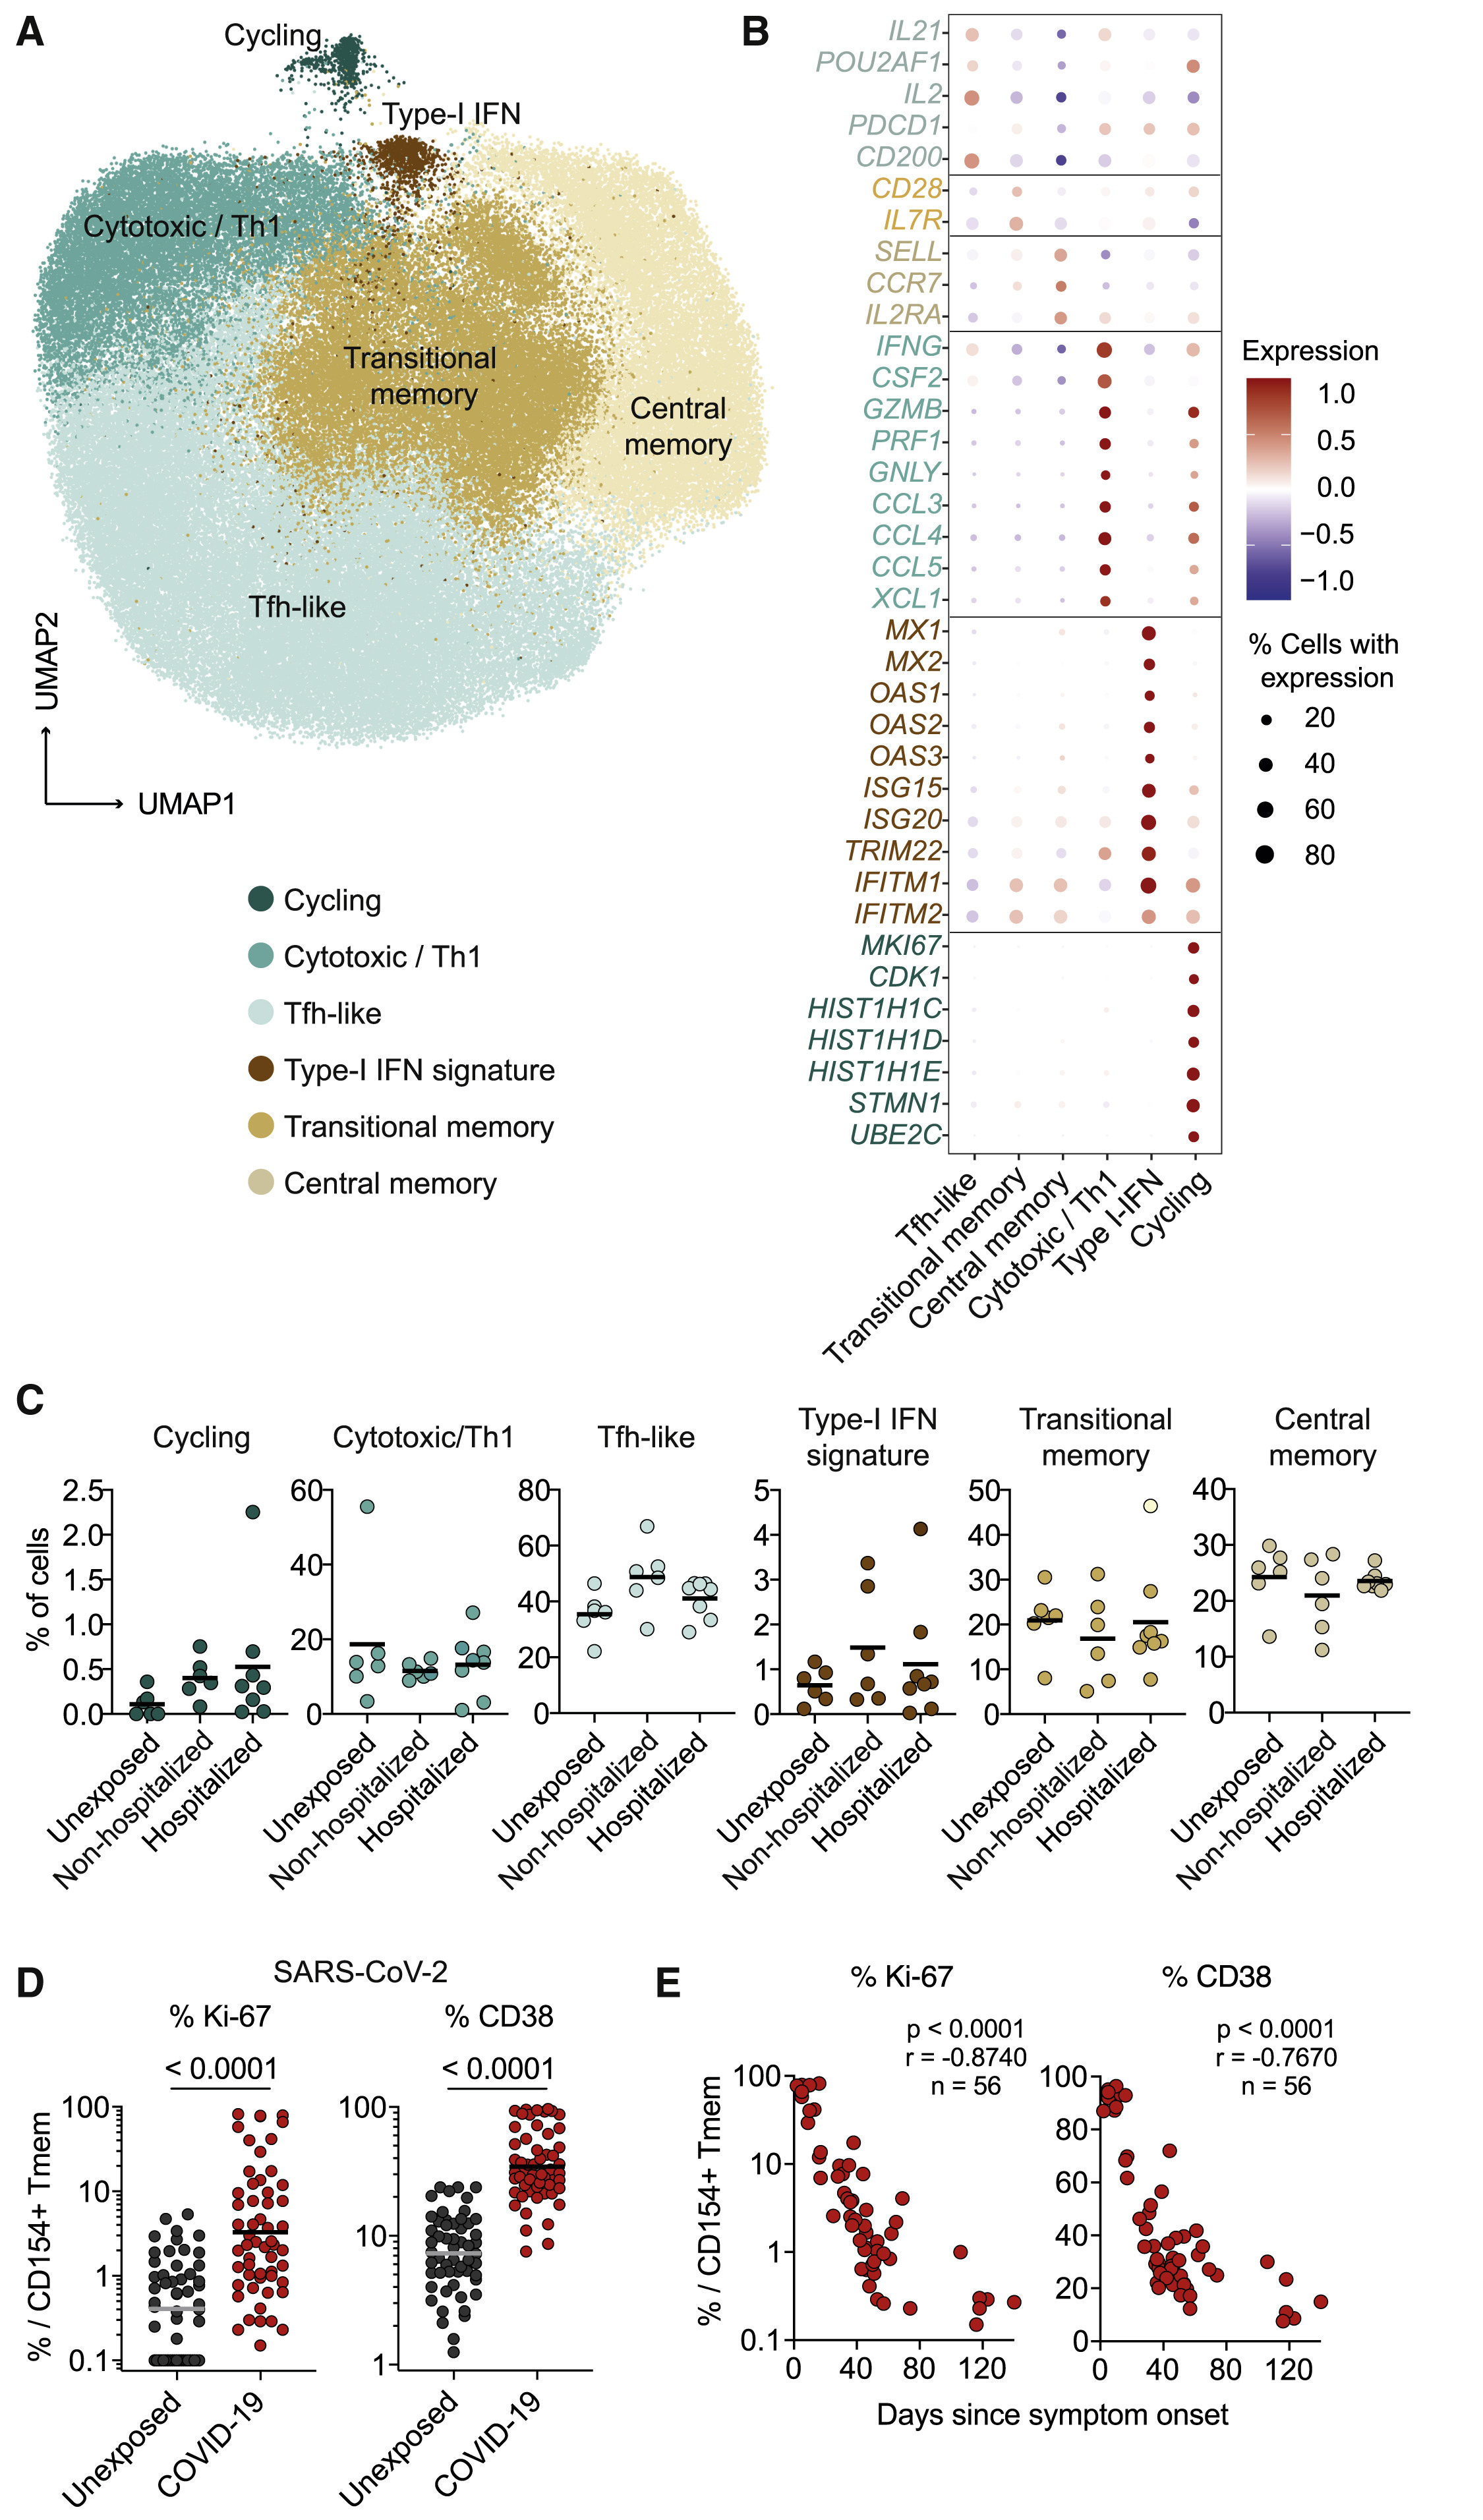 A
Cycling
Type-I IFN
Cytotoxic / Th1
Transitional
memory
Central
memory
Tfh-like
UMAP2
UMAP1
Cycling
Cytotoxic / Th1
Tfh-like
Type-I IFN signature
Transitional memory
Central memory
B
IL21
POU2AF1
IL2
PDCD1
CD200
CD28
IL7R
SELL
CCR7
IL2RA
IFNG
CSF2
GZMB
PRF1
GNLY
CCL3
CCL4
CCL5
XCL1
MX1
MX2
OAS1
OAS2
OAS3
ISG15
ISG20
TRIM22
IFITM1
IFITM2
MKI67
CDK1
HIST1H1C
HIST1H1D
HIST1H1E
STMN1
UBE2C
Tfh-like
Transitional memory
Central memory
Cytotoxic / Th1
Type I-IFN
Cycling
Expression
1.0
0.5
0.0
−0.5
−1.0
% Cells with
expression
20
40
60
80
C
Cycling
% of cells
2.5
2.0
1.5
1.0
0.5
0.0
Unexposed
Non-hospitalized
Hospitalized
Cytotoxic/Th1
60
40
20
0
Unexposed
Non-hospitalized
Hospitalized
Tfh-like
80
60
40
20
0
Unexposed
Non-hospitalized
Hospitalized
Type-I IFN
signature
5
4
3
2
1
0
Unexposed
Non-hospitalized
Hospitalized
Transitional
memory
50
40
30
20
10
0
Unexposed
Non-hospitalized
Hospitalized
Central
memory
40
30
20
10
0
Unexposed
Non-hospitalized
Hospitalized
D
SARS-CoV-2
% Ki-67
< 0.0001
% / CD154+ Tmem
100
10
1
0.1
Unexposed
COVID-19
% CD38
< 0.0001
100
10
1
Unexposed
COVID-19
E
% Ki-67
p < 0.0001
r = -0.8740
n = 56
% / CD154+ Tmem
100
10
1
0.1
0 40 80 120
% CD38
p < 0.0001
r = -0.7670
n = 56
100
80
60
40
20
0
0 40 80 120
Days since symptom onset